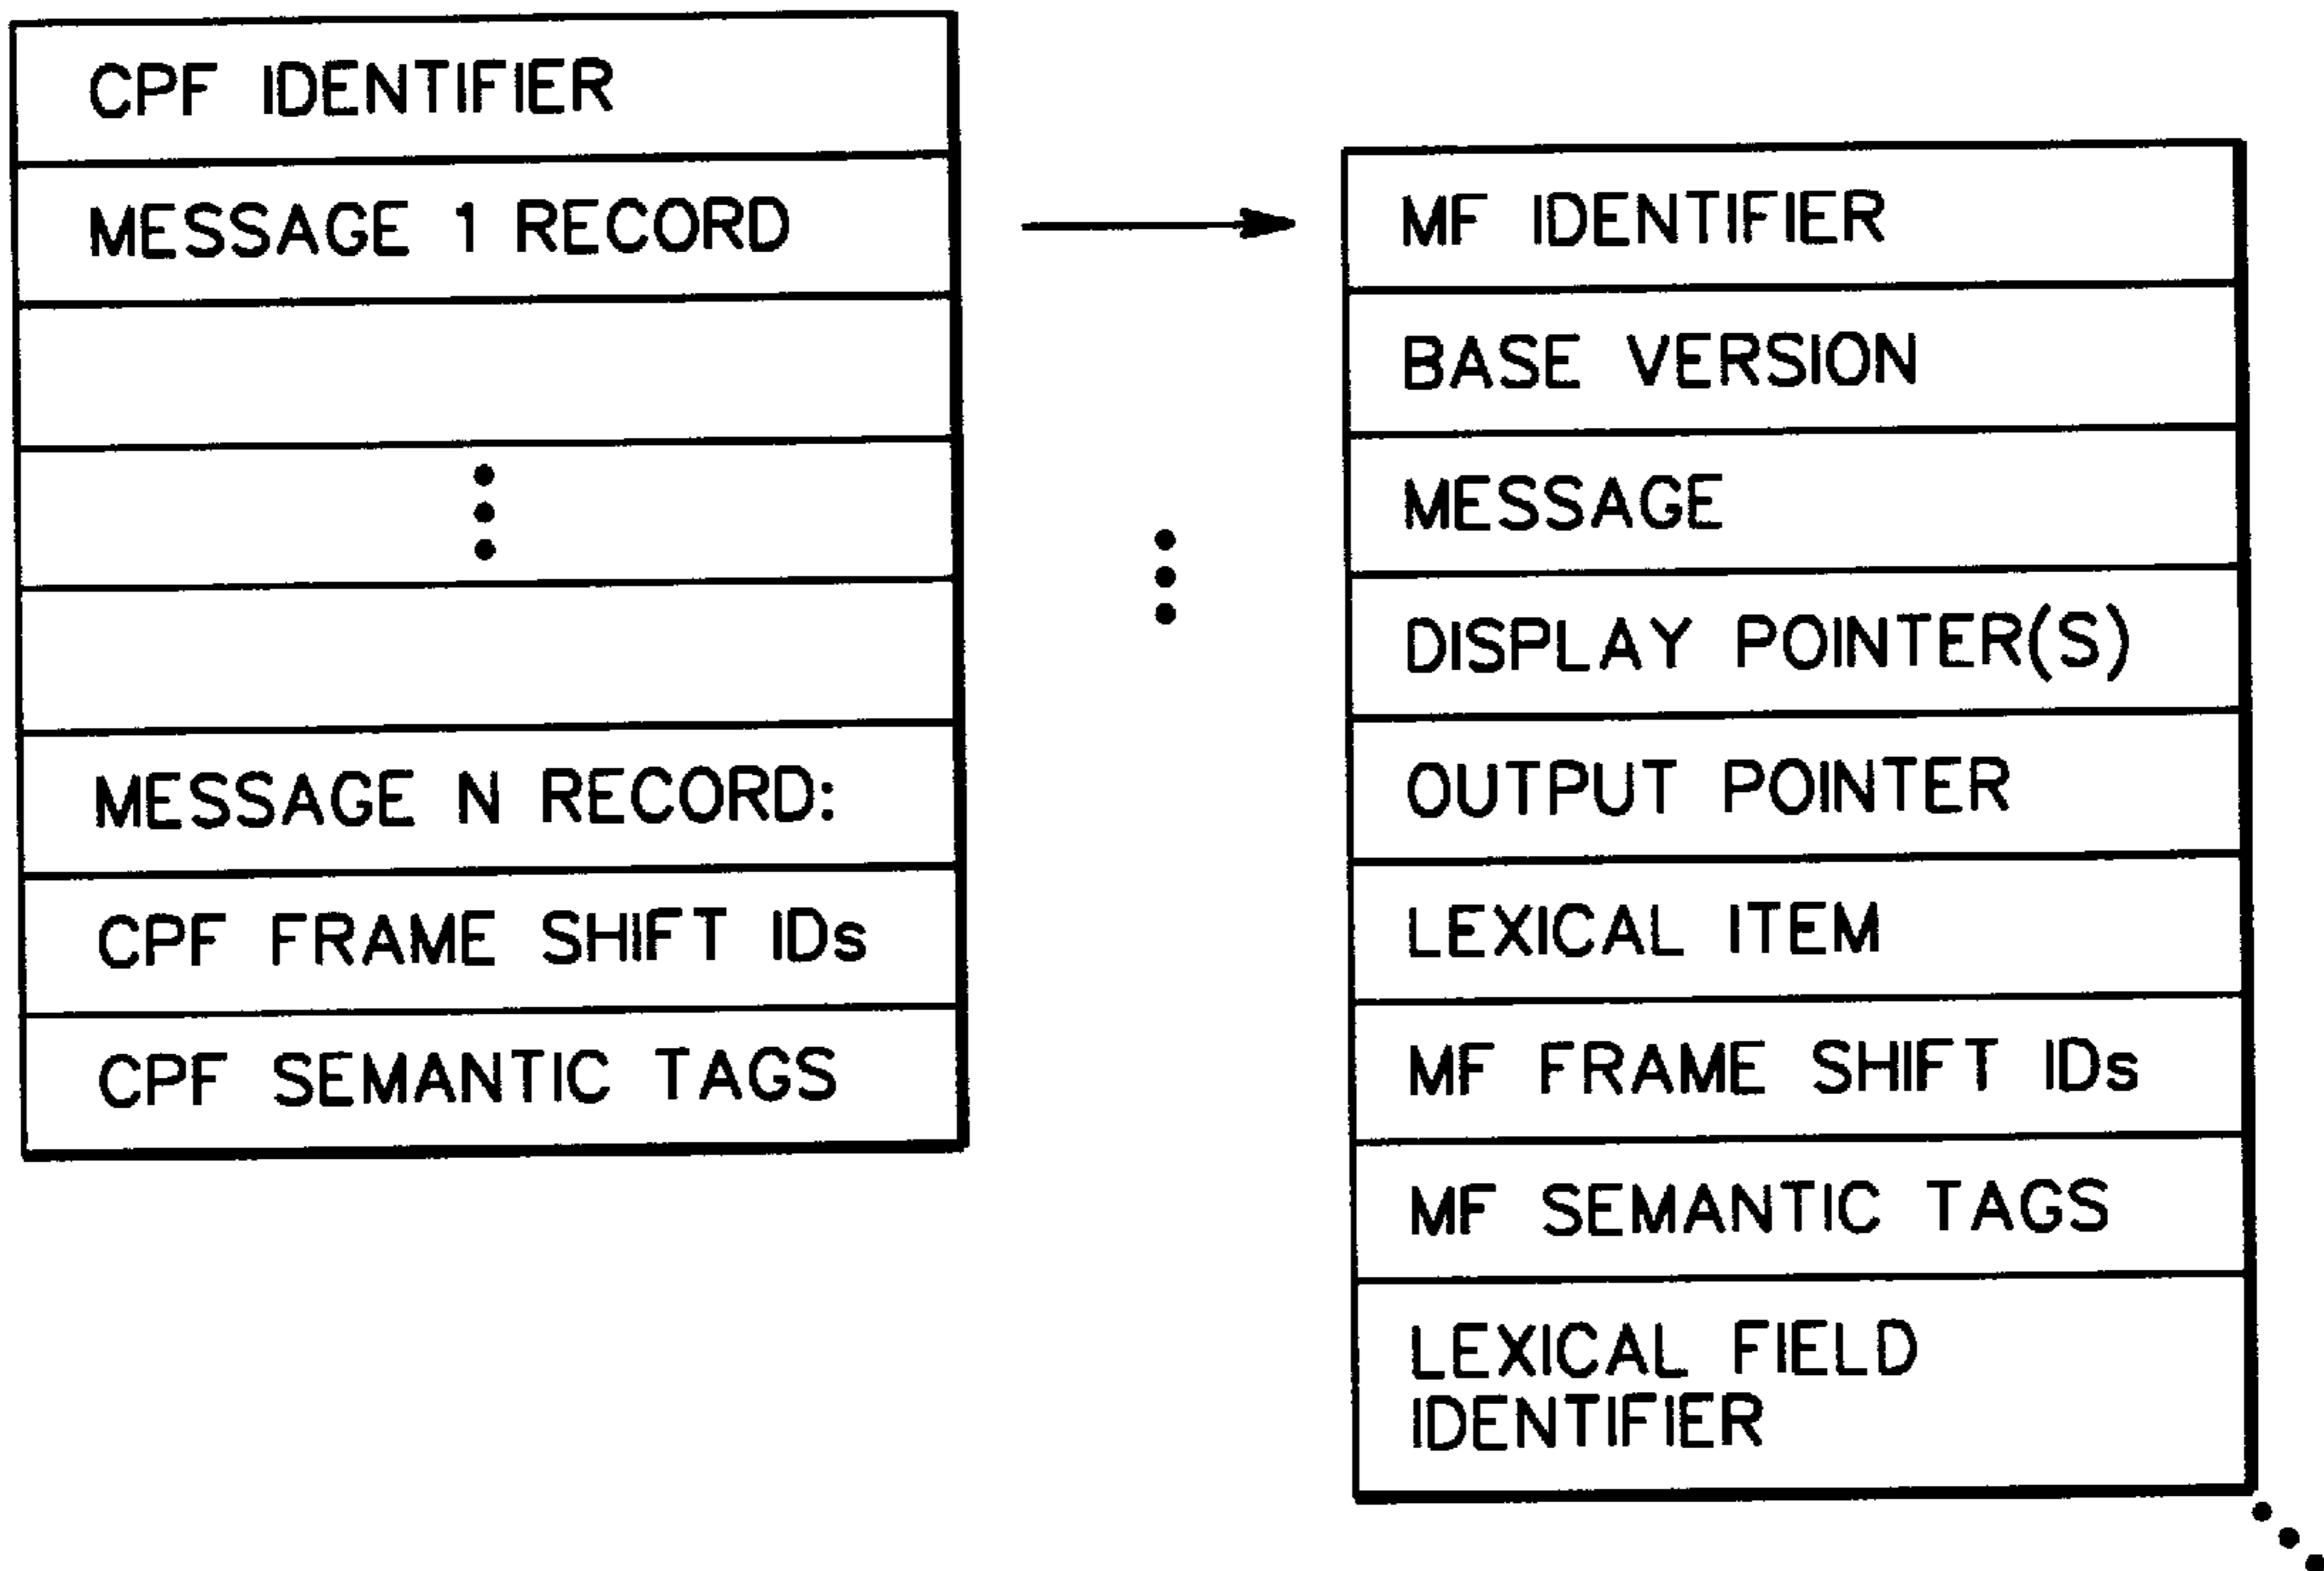 CPF IDENTIFIER
MESSAGE 1 RECORD
MESSAGE N RECORD:
CPF FRAME SHIFT IDs
CPF SEMANTIC TAGS
MF IDENTIFIER
BASE VERSION
MESSAGE
DISPLAY POINTER(S)
OUTPUT POINTER
LEXICAL ITEM
MF FRAME SHIFT IDs
MF SEMANTIC TAGS
LEXICAL FIELD
IDENTIFIER